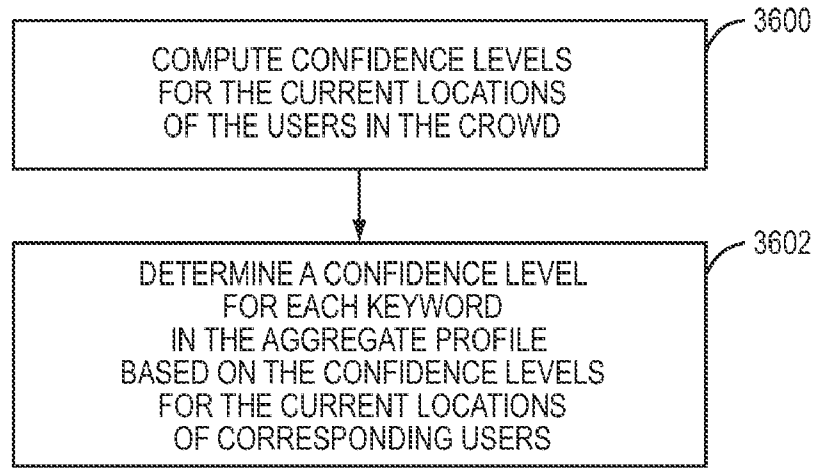 3600
COMPUTE CONFIDENCE LEVELS
FOR THE CURRENT LOCATIONS
OF THE USERS IN THE CROWD
3602
DETERMINE A CONFIDENCE LEVEL
FOR EACH KEYWORD
IN THE AGGREGATE PROFILE
BASED ON THE CONFIDENCE LEVELS
FOR THE CURRENT LOCATIONS
OF CORRESPONDING USERS